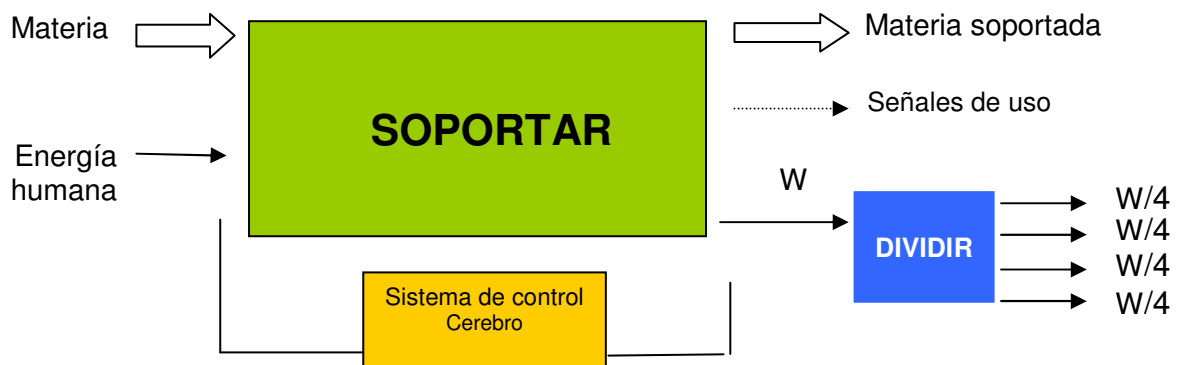 Materia
Materia soportada
SOPORTAR
Señales de uso
Energía
humana
W
DIVIDIR
W/4
W/4
W/4
W/4
Sistema de control
Cerebro